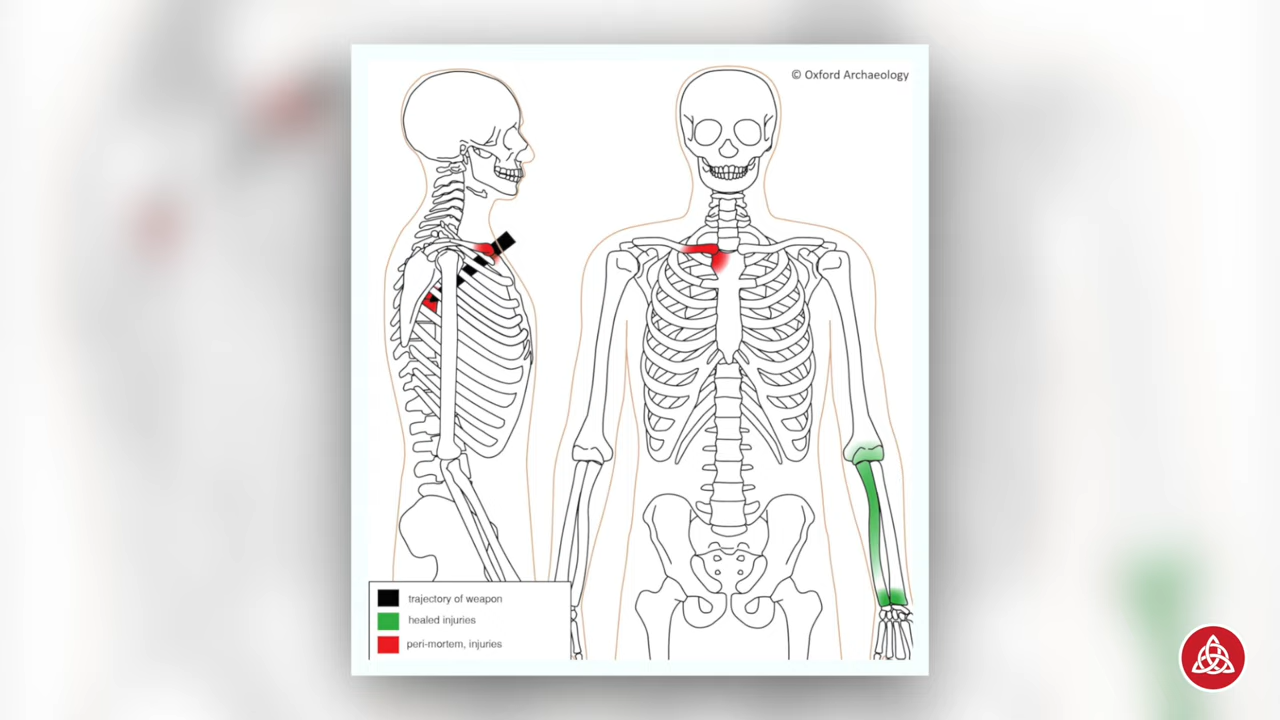 © Oxford Archaeology
trajectory of weapon
healed injuries
peri-mortem, injuries